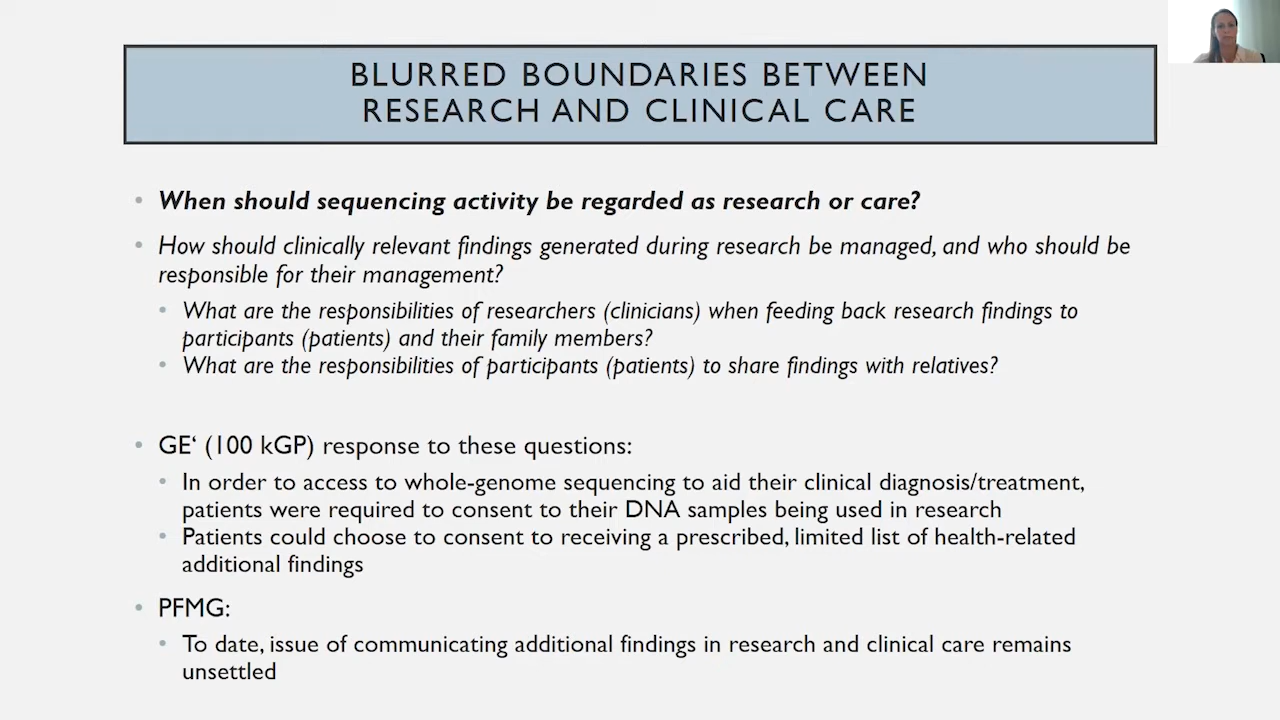 BLURRED BOUNDARIES BETWEEN
RESEARCH AND CLINICAL CARE
• When should sequencing activity be regarded as research or care?
• How should clinically relevant findings generated during research be managed, and who should be
responsible for their management?
• What are the responsibilities of researchers (clinicians) when feeding back research findings to
participants (patients) and their family members?
• What are the responsibilities of participants (patients) to share findings with relatives?
• GE‘ (100 kGP) response to these questions:
• In order to access to whole-genome sequencing to aid their clinical diagnosis/treatment,
patients were required to consent to their DNA samples being used in research
• Patients could choose to consent to receiving a prescribed, limited list of health-related
additional findings
• PFMG:
• To date, issue of communicating additional findings in research and clinical care remains
unsettled